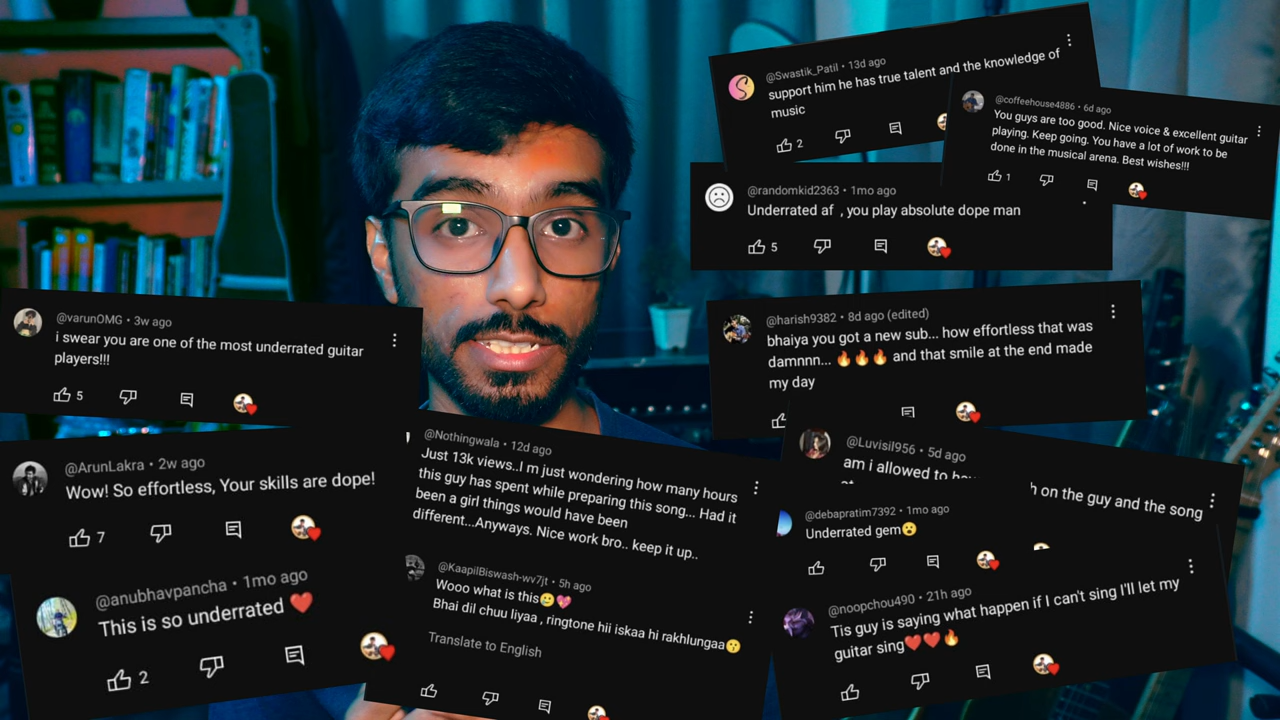 @Swastik_Patil • 13d ago
support him he has true talent and the knowledge of
music
2
@coffeehouse4886 • 6d ago
You guys are too good. Nice voice & excellent guitar
playing. Keep going. You have a lot of work to be
done in the musical arena. Best wishes!!!
1
@randomkid2363 • 1mo ago
Underrated af , you play absolute dope man
5
@varunOMG • 3w ago
i swear you are one of the most underrated guitar
players!!!
5
@harish9382 • 8d ago (edited)
bhaiya you got a new sub... how effortless that was
damnnn... 🔥🔥🔥 and that smile at the end made
my day
@ArunLakra • 2w ago
Wow! So effortless, Your skills are dope!
7
@Nothingwala • 12d ago
Just 13k views..I m just wondering how many hours
this guy has spent while preparing this song... Had it
been a girl things would have been
different...Anyways. Nice work bro.. keep it up..
@Luvisil956 • 5d ago
am i allowed to
on the guy and the song
@debapratim7392 • 1mo ago
Underrated gem😮
@anubhavpancha • 1mo ago
This is so underrated ❤️
2
@KaapilBiswash-wv7jt • 5h ago
Wooo what is this🥲💖
Bhai dil chuu liyaa , ringtone hii iskaa hi rakhlungaa😗
Translate to English
@noopchou490 • 21h ago
Tis guy is saying what happen if I can't sing I'll let my
guitar sing❤️❤️🔥